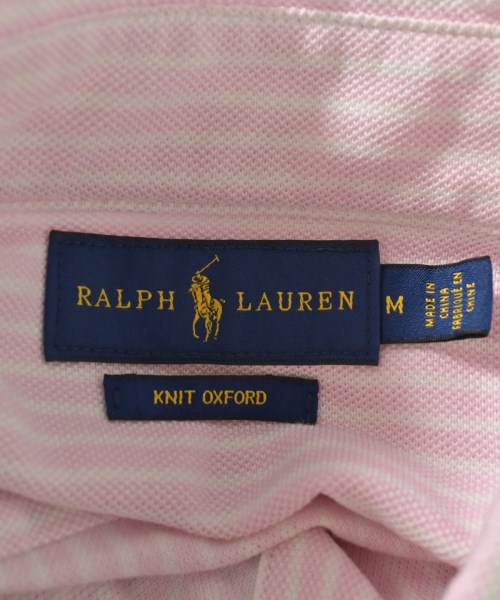 RALPH LAUREN
M
MADE IN
CHINA
FABRIQUÉ EN
CHINE
KNIT OXFORD